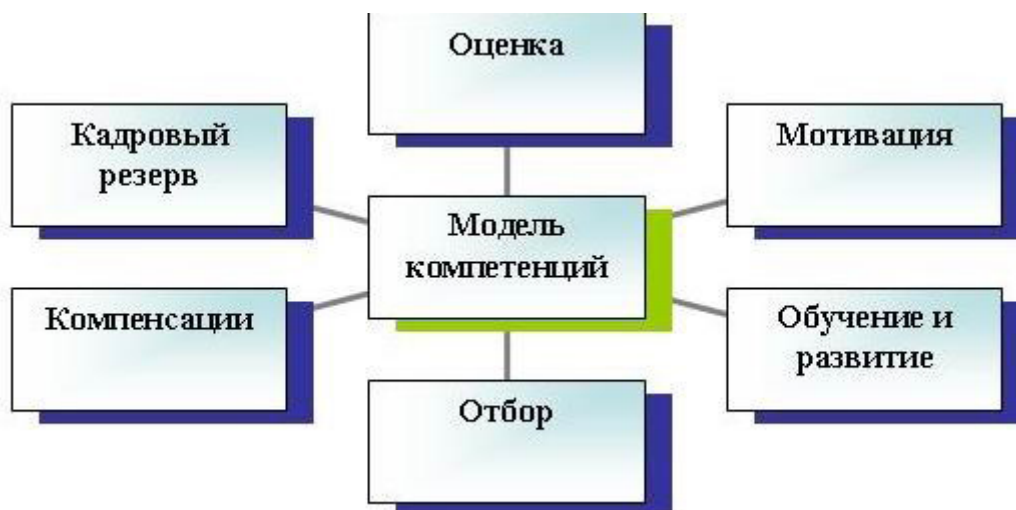 Оценка
Кадровый
резерв
Мотивация
Модель
компетенций
Компенсации
Обучение и
развитие
Отбор